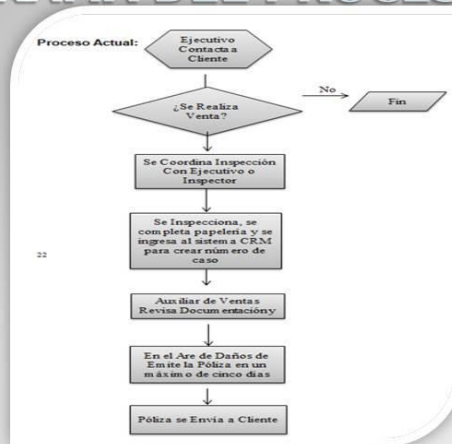 Proceso Actual:
Ejecutivo
Contacta a
Cliente
¿Se Realiza
Venta?
No
Fin
Se Coordina Inspección
Con Ejecutivo o
Inspector
Se Inspecciona, se
completa papelería y se
ingresa al sistema CRM
para crear número de
caso
22
Auxiliar de Ventas
Revisa Documentacióny
En el Are de Daños de
Emite la Póliza en un
máximo de cinco días
Póliza se Envía a Cliente